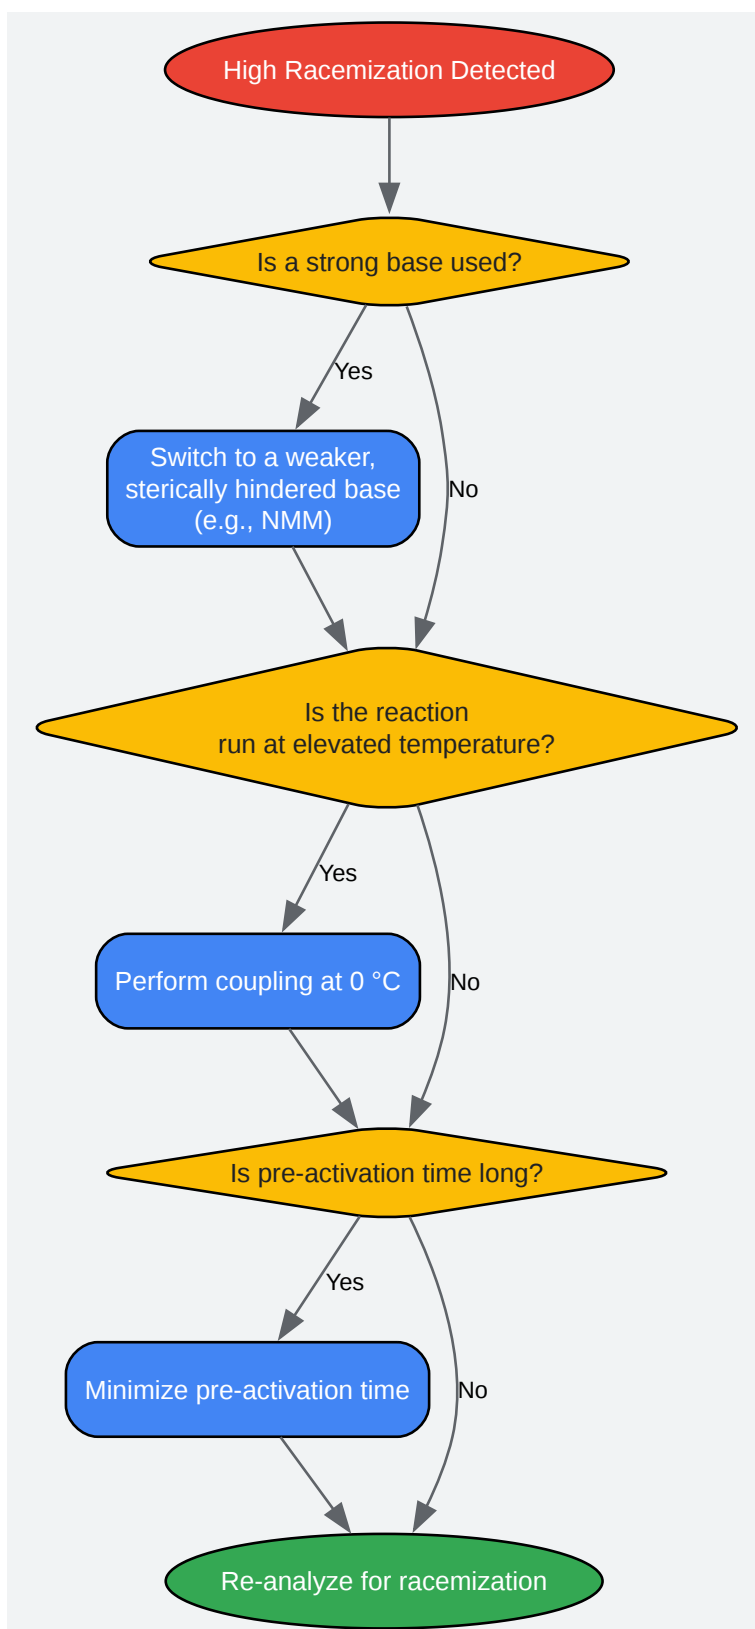 High Racemization Detected
Is a strong base used?
Yes
Switch to a weaker,
sterically hindered base
(e.g., NMM)
No
Is the reaction
run at elevated temperature?
Yes
Perform coupling at 0 °C
No
Is pre-activation time long?
Yes
Minimize pre-activation time
No
Re-analyze for racemization